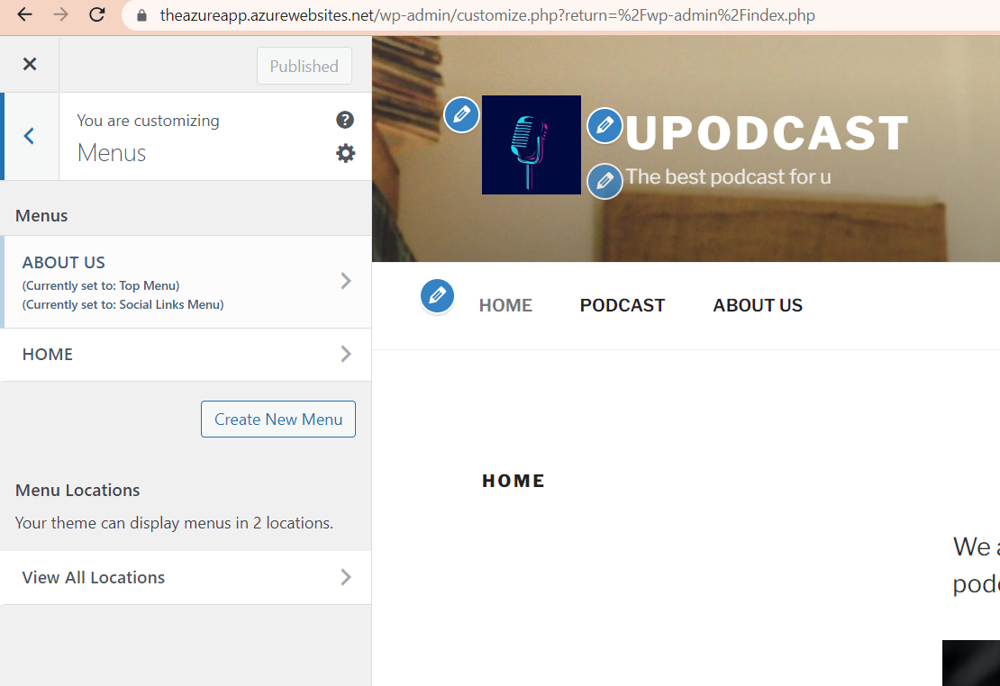 theazureapp.azurewebsites.net/wp-admin/customize.php?return=%2Fwp-admin%2Findex.php
Published
You are customizing
Menus
Menus
ABOUT US
(Currently set to: Top Menu)
(Currently set to: Social Links Menu)
HOME
Create New Menu
Menu Locations
Your theme can display menus in 2 locations.
View All Locations
UPODCAST
The best podcast for u
HOME PODCAST ABOUT US
HOME
We